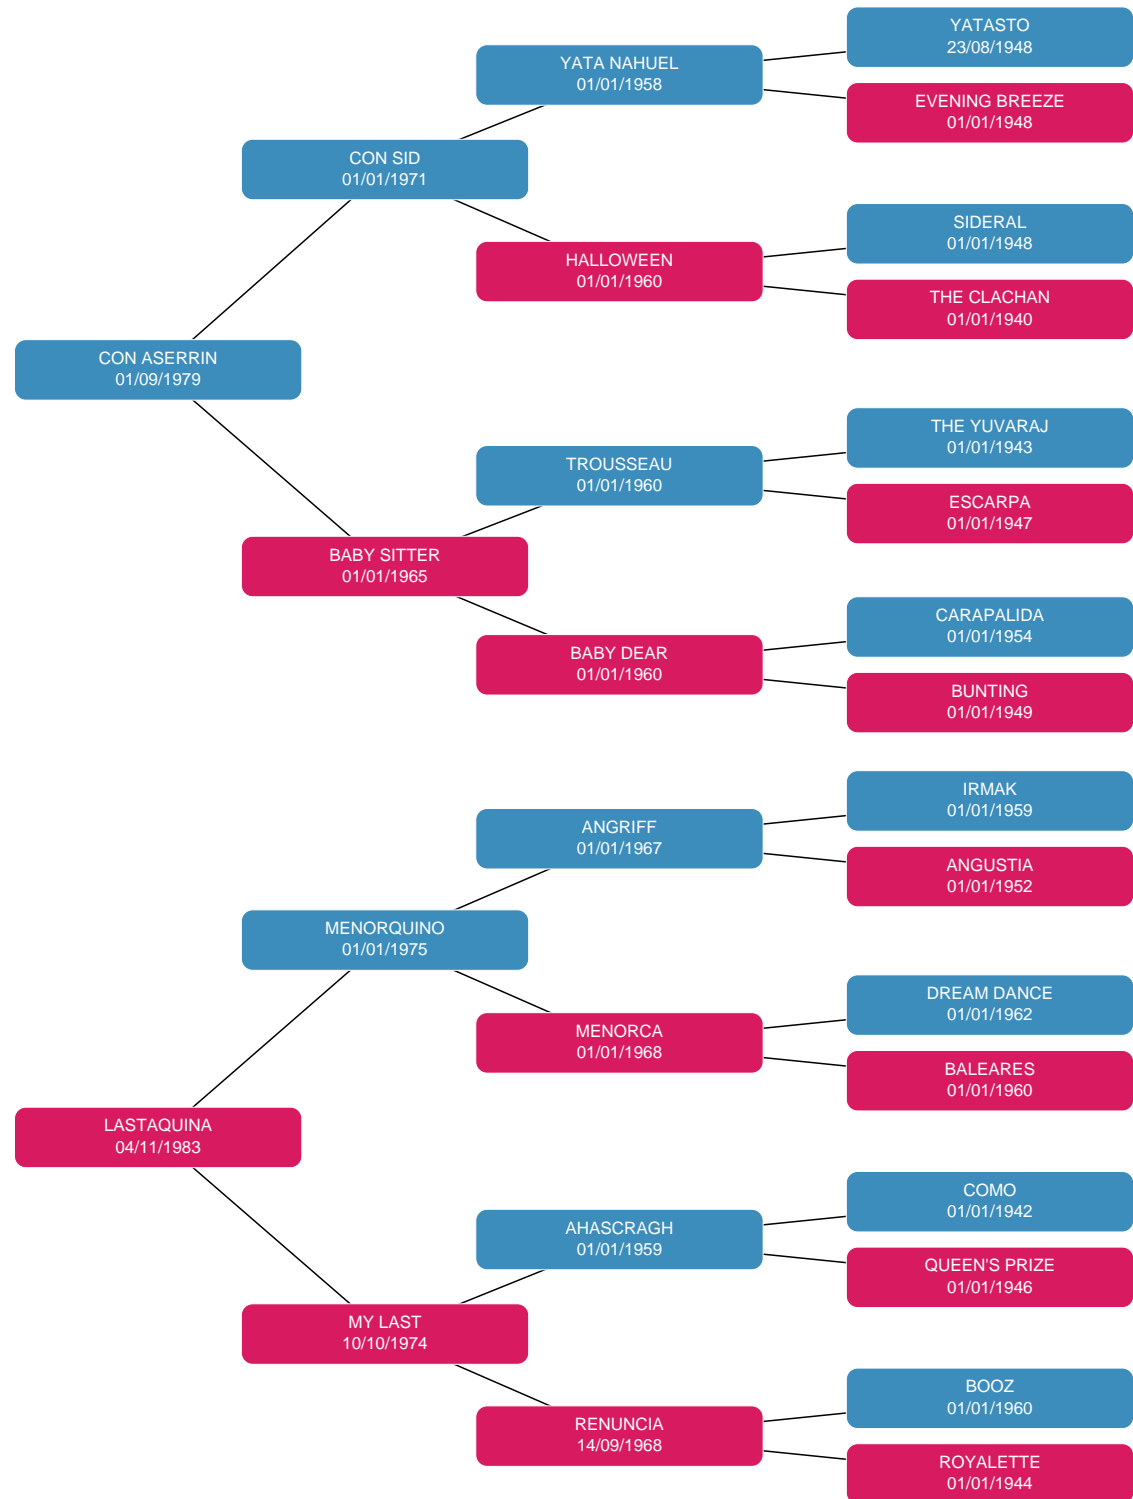 YATASTO
23/08/1948
YATA NAHUEL
01/01/1958
EVENING BREEZE
01/01/1948
CON SID
01/01/1971
SIDERAL
01/01/1948
HALLOWEEN
01/01/1960
THE CLACHAN
01/01/1940
CON ASERRIN
01/09/1979
THE YUVARAJ
01/01/1943
TROUSSEAU
01/01/1960
ESCARPA
01/01/1947
BABY SITTER
01/01/1965
CARAPALIDA
01/01/1954
BABY DEAR
01/01/1960
BUNTING
01/01/1949
IRMAK
01/01/1959
ANGRIFF
01/01/1967
ANGUSTIA
01/01/1952
MENORQUINO
01/01/1975
DREAM DANCE
01/01/1962
MENORCA
01/01/1968
BALEARES
01/01/1960
LASTAQUINA
04/11/1983
COMO
01/01/1942
AHASCRAGH
01/01/1959
QUEEN'S PRIZE
01/01/1946
MY LAST
10/10/1974
BOOZ
01/01/1960
RENUNCIA
14/09/1968
ROYALETTE
01/01/1944